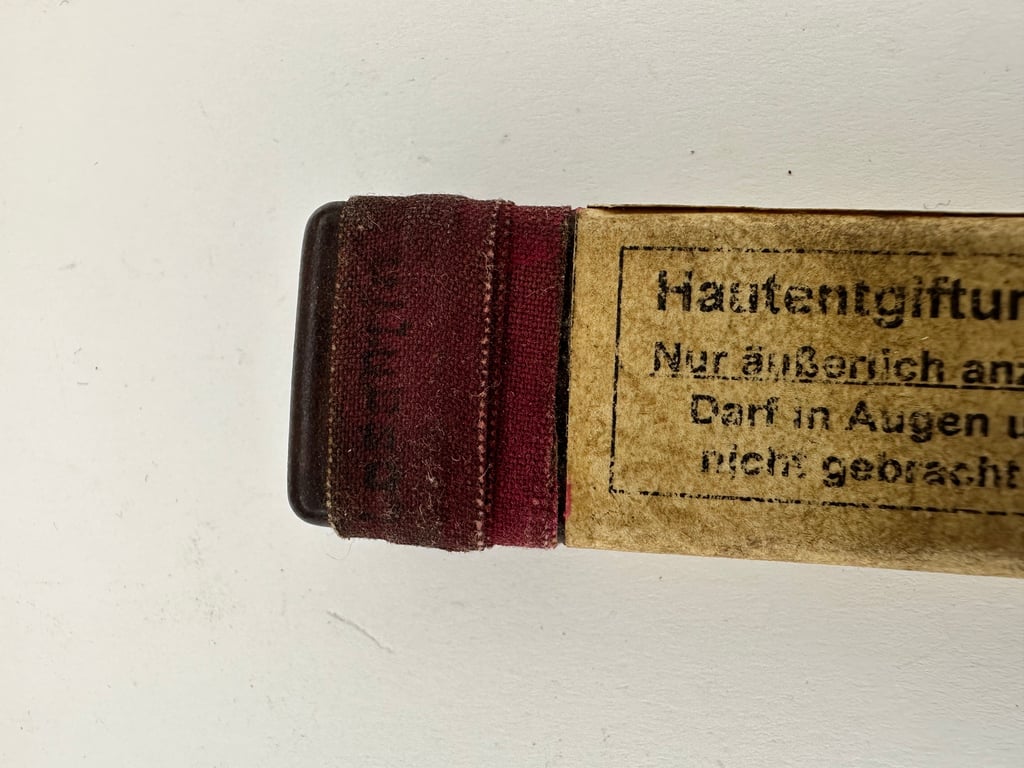 Hautentgiftun
Nur äußerlich anz
Darf in Augen u
nicht gebracht